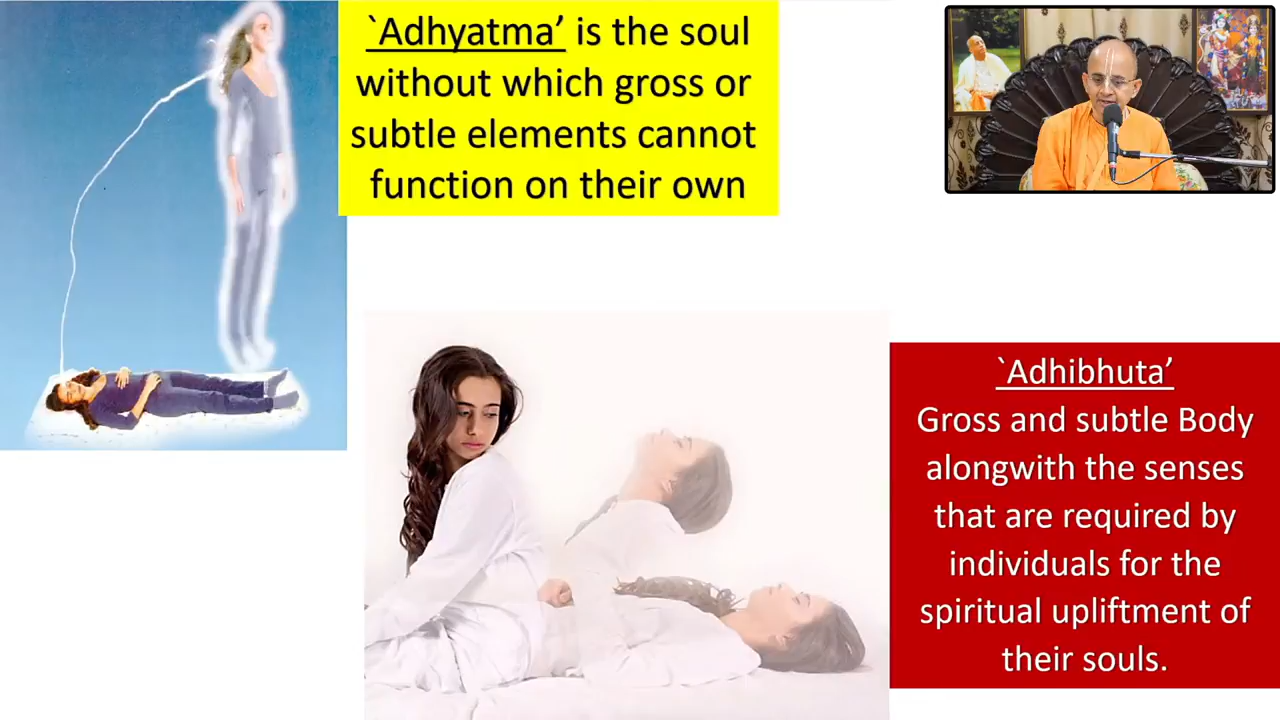 `Adhyatma’ is the soul
without which gross or
subtle elements cannot
function on their own
`Adhibhuta’
Gross and subtle Body
alongwith the senses
that are required by
individuals for the
spiritual upliftment of
their souls.